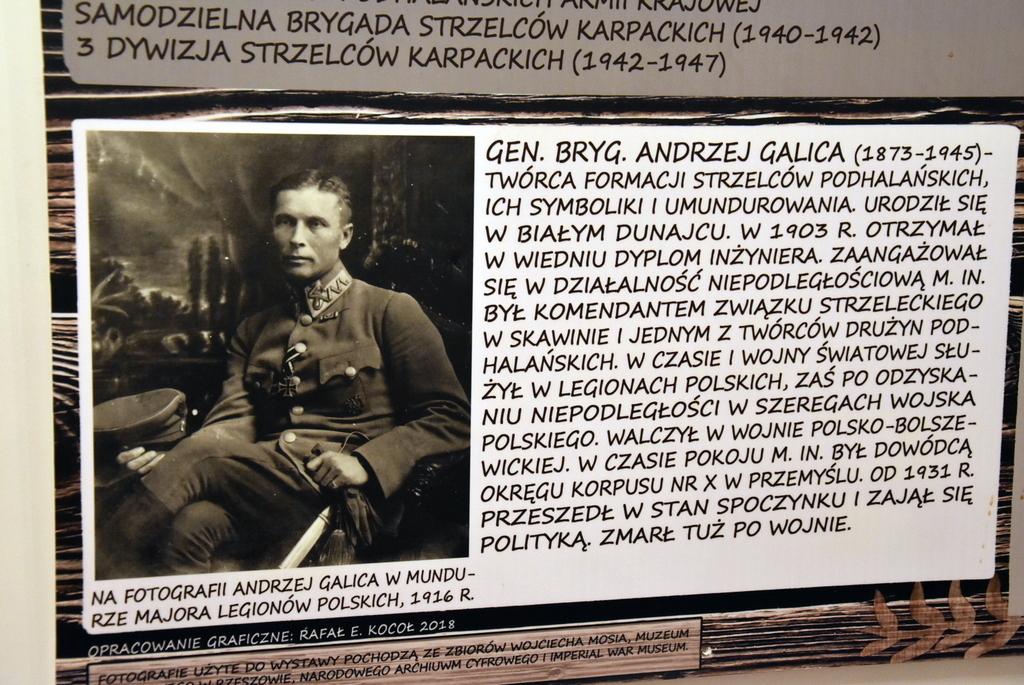 PODHALAŃSKICH ARMII KRAJOWEJ
SAMODZIELNA BRYGADA STRZELCÓW KARPACKICH (1940-1942)
3 DYWIZJA STRZELCÓW KARPACKICH (1942-1947)
GEN. BRYG. ANDRZEJ GALICA (1873-1945)-
TWÓRCA FORMACJI STRZELCÓW PODHALAŃSKICH,
ICH SYMBOLIKI I UMUNDUROWANIA. URODZIŁ SIĘ
W BIAŁYM DUNAJCU. W 1903 R. OTRZYMAŁ
W WIEDNIU DYPLOM INŻYNIERA. ZAANGAŻOWAŁ
SIĘ W DZIAŁALNOŚĆ NIEPODLEGŁOŚCIOWĄ M. IN.
BYŁ KOMENDANTEM ZWIĄZKU STRZELECKIEGO
W SKAWINIE I JEDNYM Z TWÓRCÓW DRUŻYN POD-
HALAŃSKICH. W CZASIE I WOJNY ŚWIATOWEJ SŁU-
ŻYŁ W LEGIONACH POLSKICH, ZAŚ PO ODZYSKA-
NIU NIEPODLEGŁOŚCI W SZEREGACH WOJSKA
POLSKIEGO. WALCZYŁ W WOJNIE POLSKO-BOLSZE-
WICKIEJ. W CZASIE POKOJU M. IN. BYŁ DOWÓDCĄ
OKRĘGU KORPUSU NR X W PRZEMYŚLU. OD 1931 R.
PRZESZEDŁ W STAN SPOCZYNKU I ZAJĄŁ SIĘ
POLITYKĄ. ZMARŁ TUŻ PO WOJNIE.
NA FOTOGRAFII ANDRZEJ GALICA W MUNDU-
RZE MAJORA LEGIONÓW POLSKICH, 1916 R.
OPRACOWANIE GRAFICZNE: RAFAŁ E. KOCOŁ 2018
FOTOGRAFIE UŻYTE DO WYSTAWY POCHODZĄ ZE ZBIORÓW WOJCIECHA MOSIA, MUZEUM
W RZESZOWIE, NARODOWEGO ARCHIUWM CYFROWEGO I IMPERIAL WAR MUSEUM.